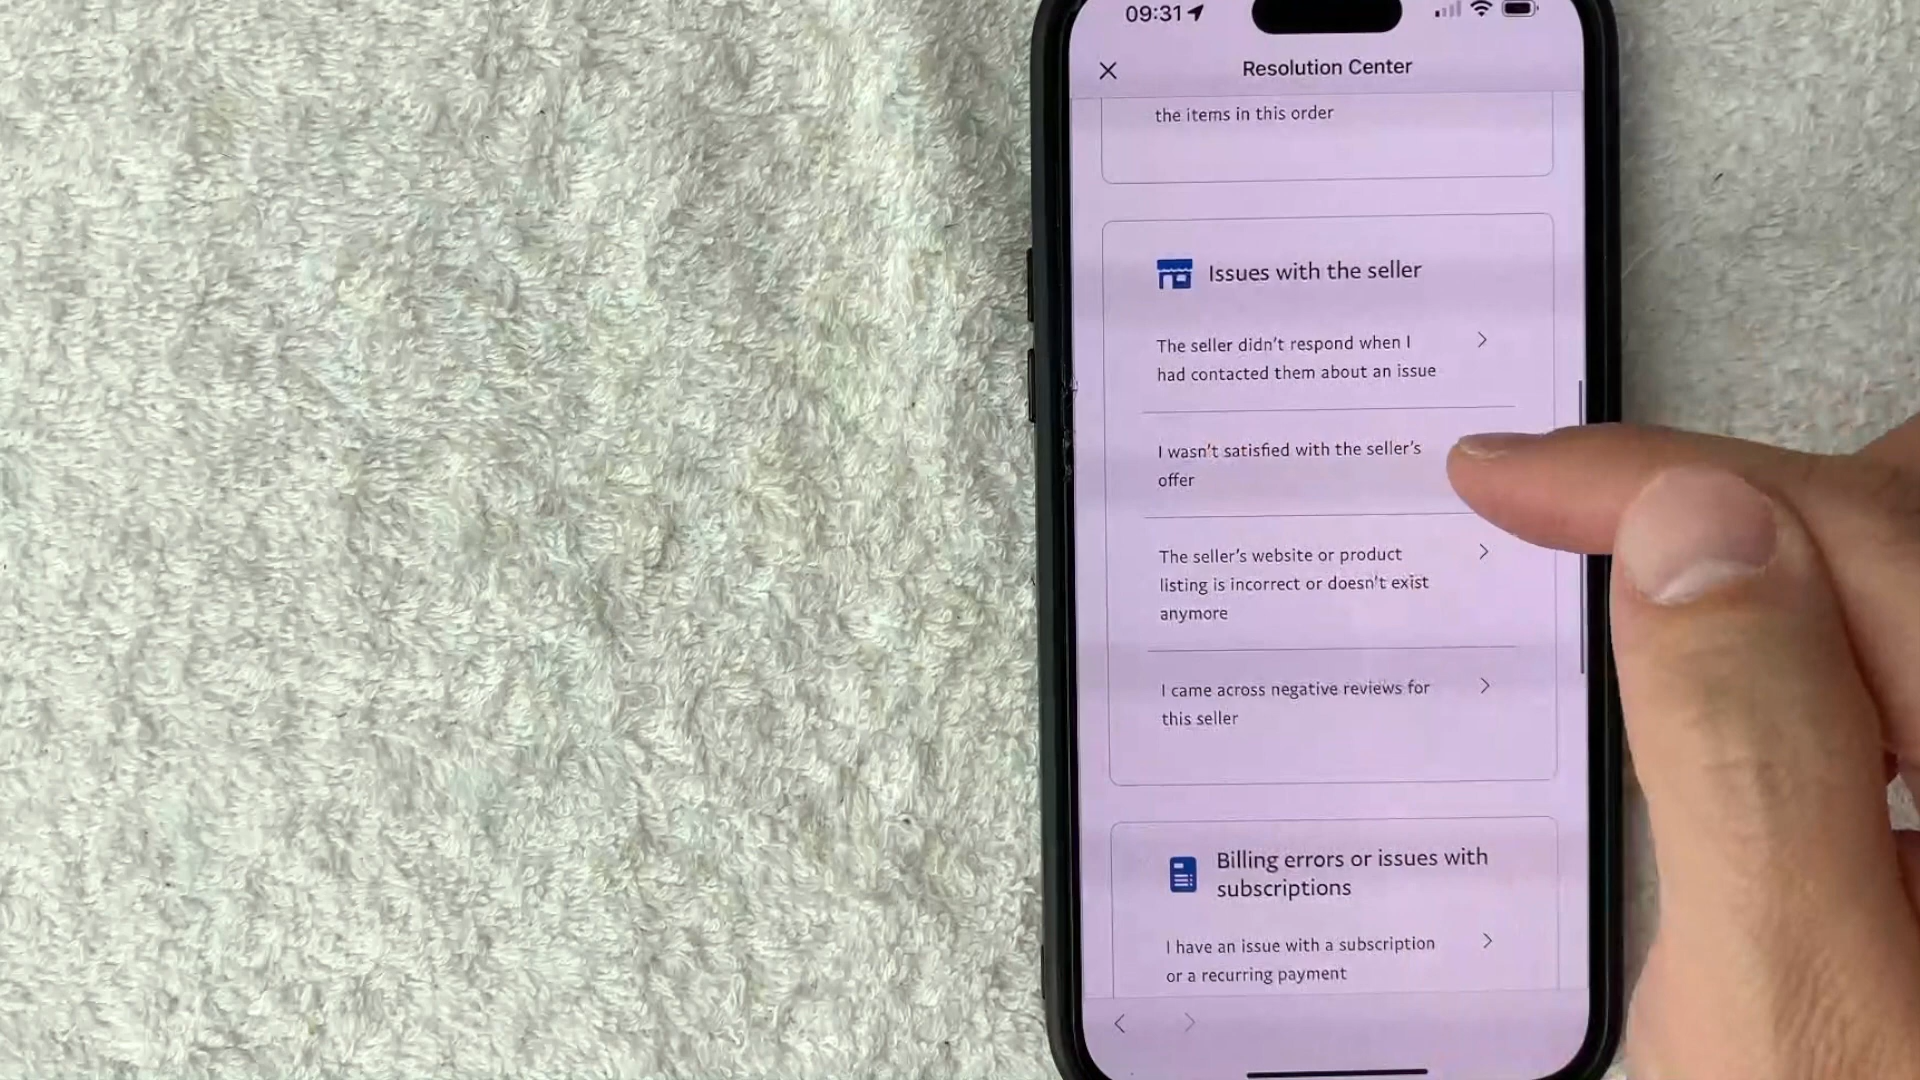 09:31
Resolution Center
the items in this order
Issues with the seller
The seller didn't respond when I
had contacted them about an issue
I wasn't satisfied with the seller's
offer
The seller's website or product
listing is incorrect or doesn't exist
anymore
I came across negative reviews for
this seller
Billing errors or issues with
subscriptions
I have an issue with a subscription
or a recurring payment